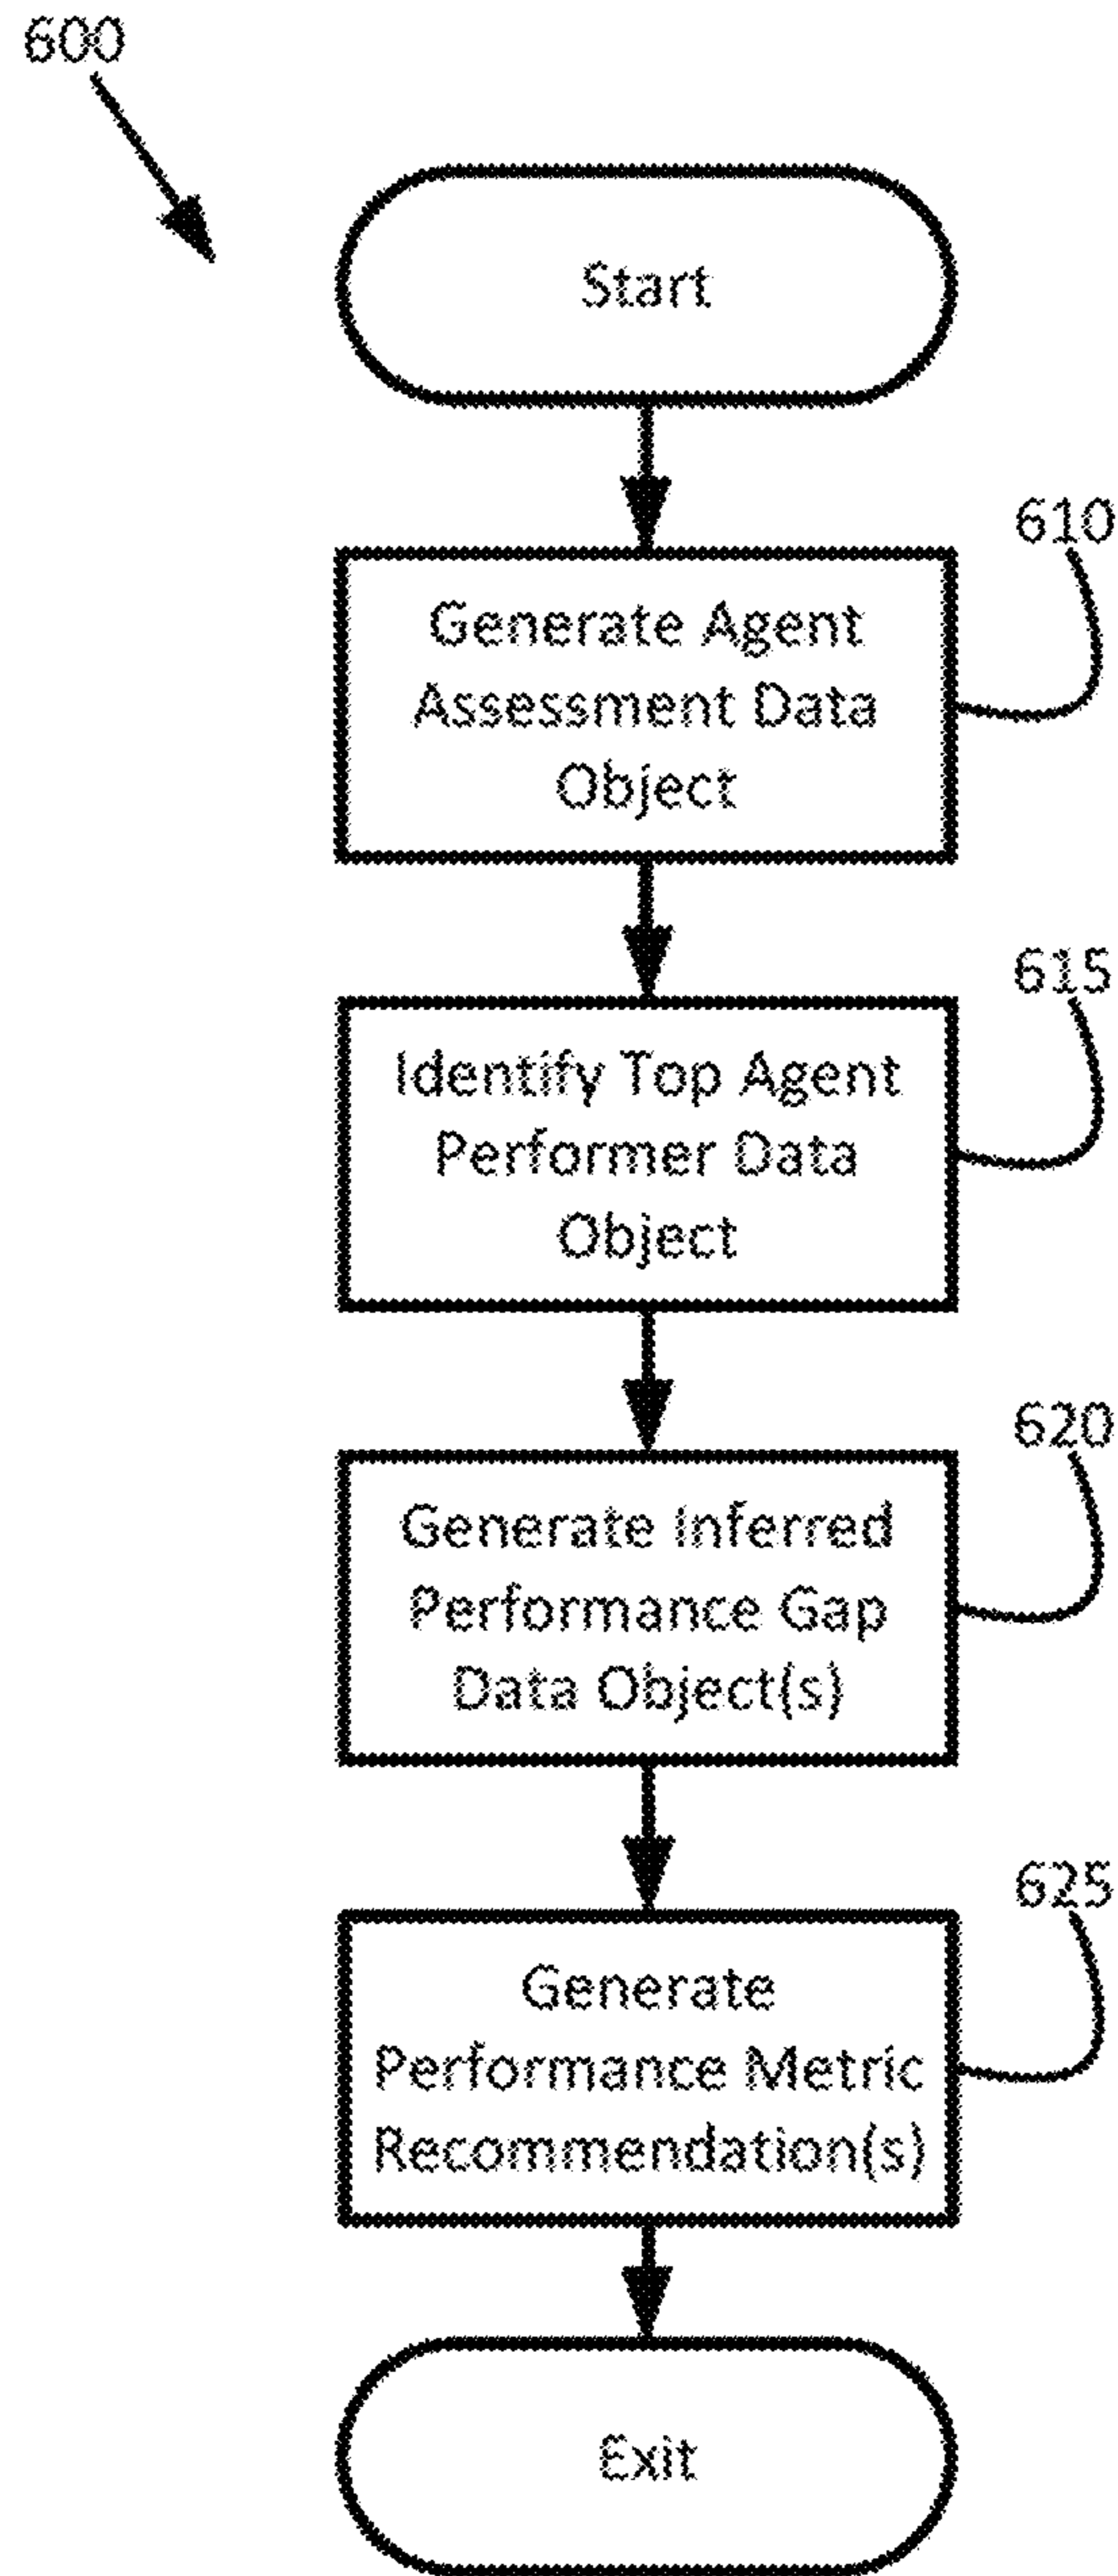 600
Start
610
Generate Agent
Assessment Data
Object
615
Identify Top Agent
Performer Data
Object
620
Generate Inferred
Performance Gap
Data Object(s)
625
Generate
Performance Metric
Recommendation(s)
Exit